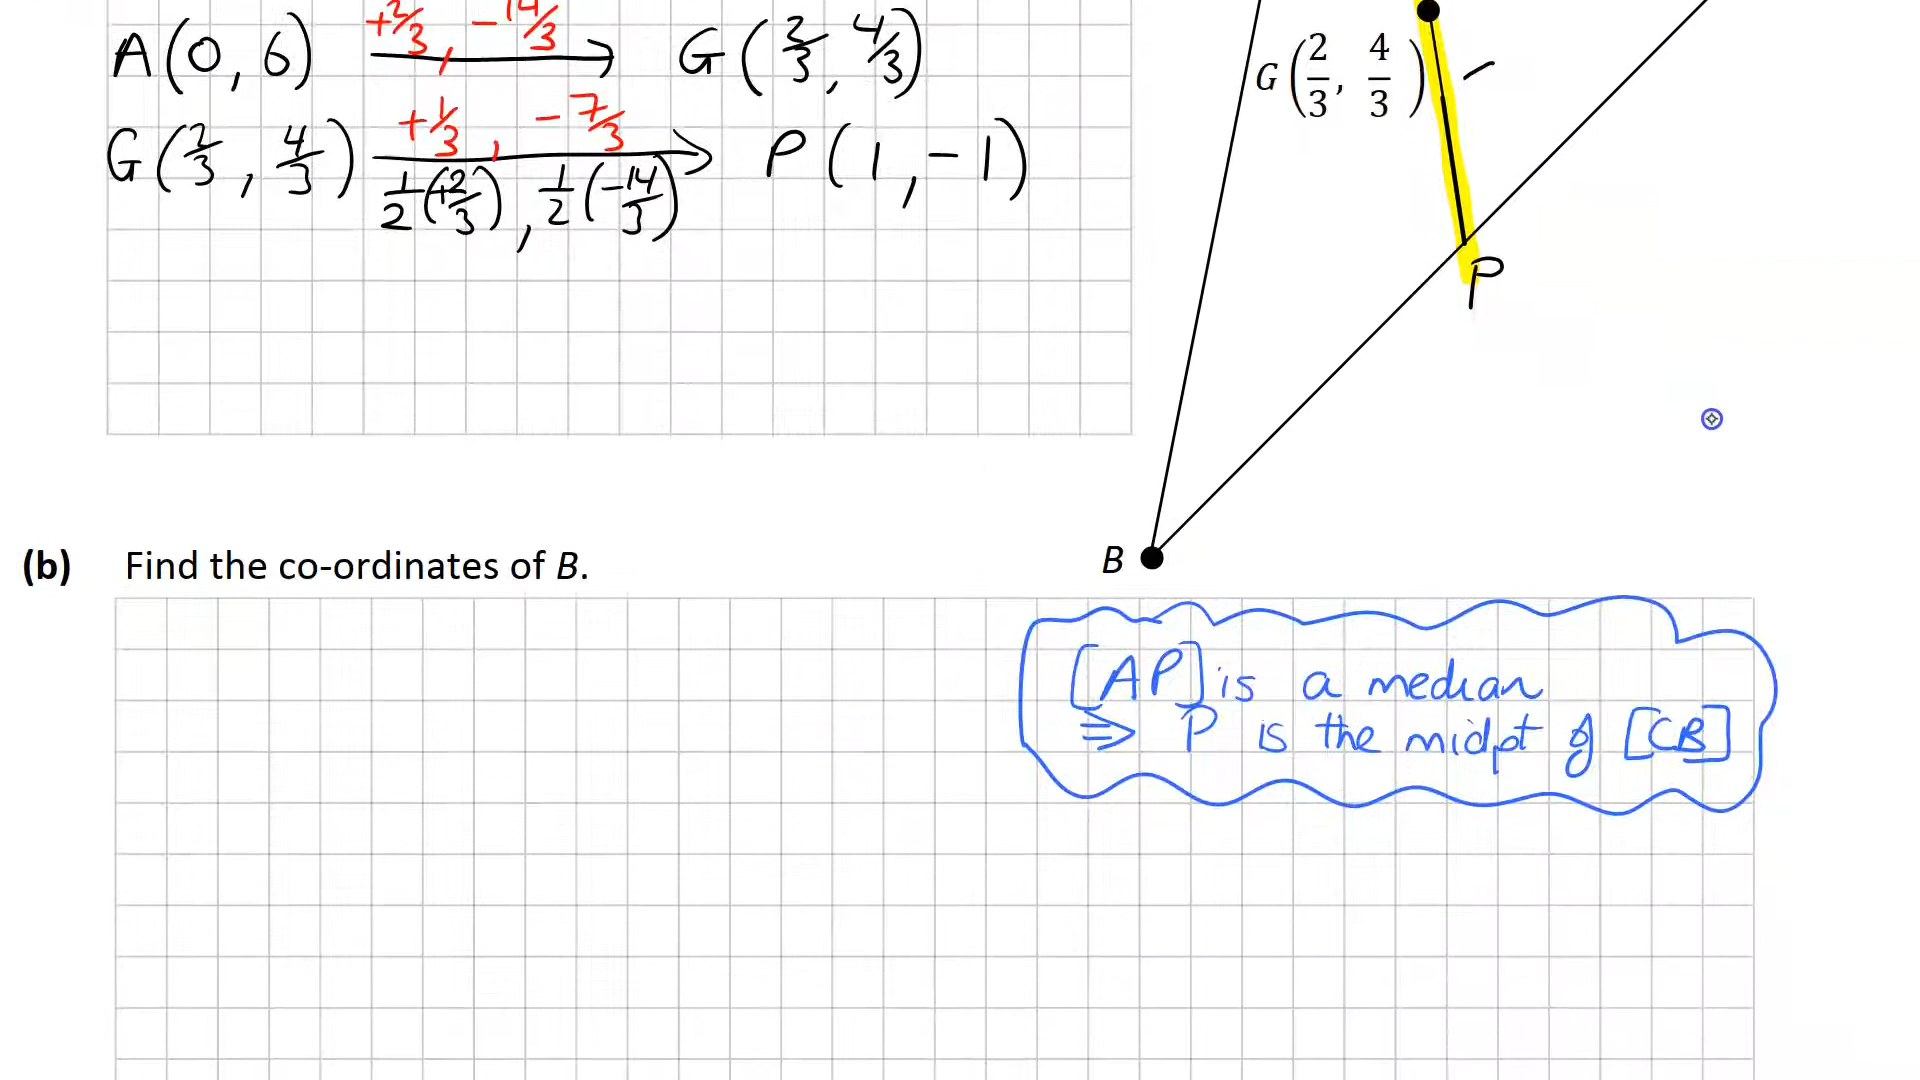 +2/3, -14/3
A(0, 6) → G(2/3, 4/3)
+1/3, -7/3
G(2/3, 4/3) → P(1, -1)
1/2(+2/3), 1/2(-14/3)
G(2/3, 4/3)
P
B
(b) Find the co-ordinates of B.
[AP] is a median
⇒ P is the midpt of [CB]